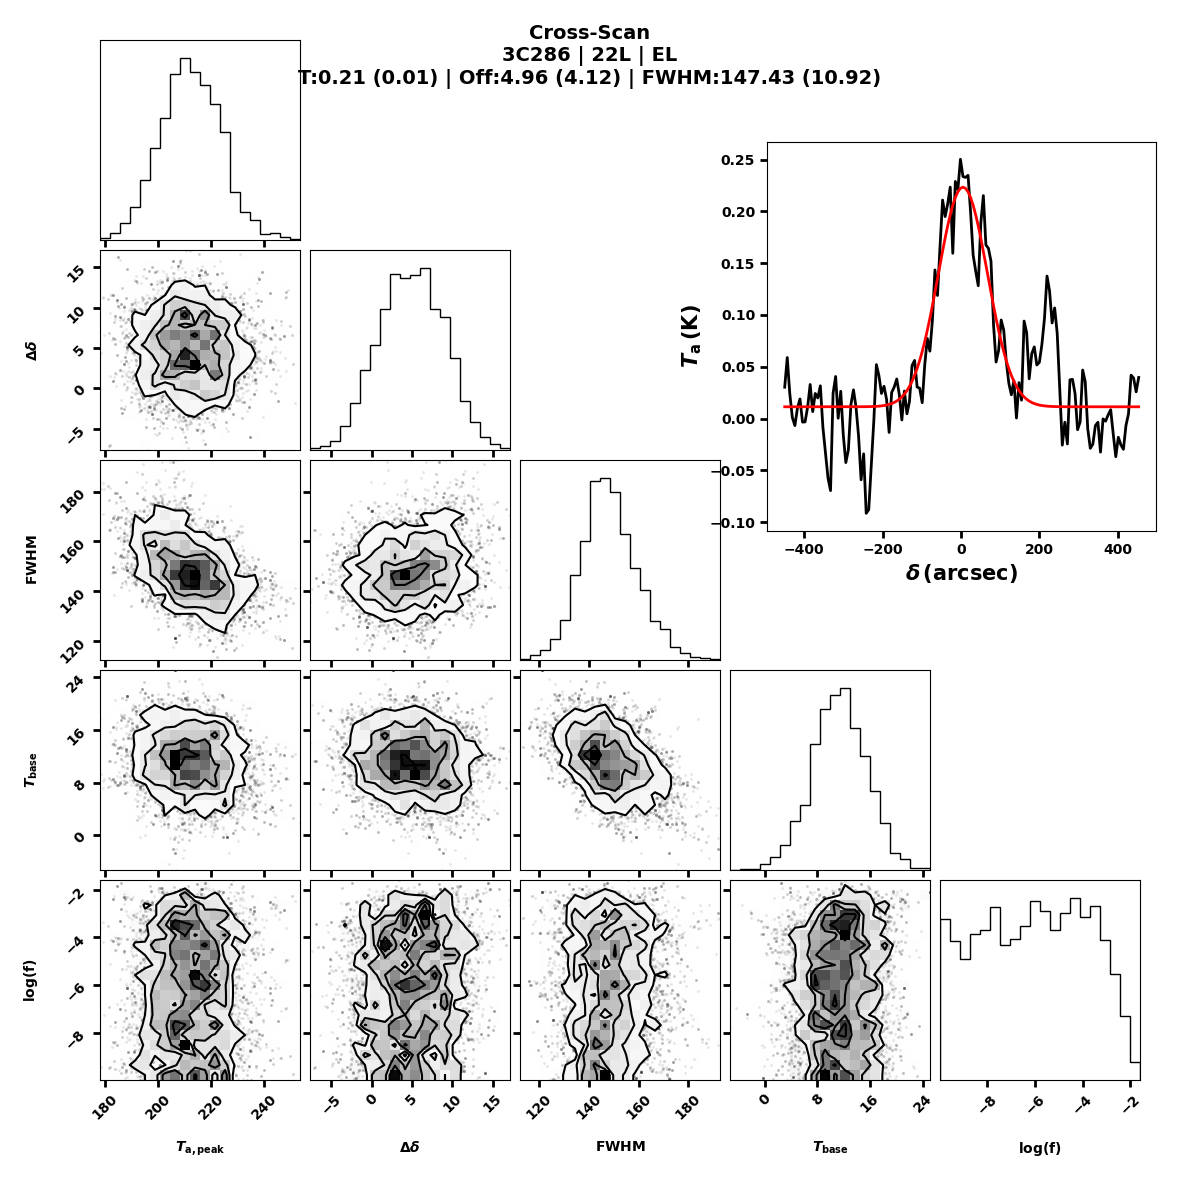 Cross-Scan
3C286 | 22L | EL
T:0.21 (0.01) | Off:4.96 (4.12) | FWHM:147.43 (10.92)
0.25
0.20
0.15
0.10
0.05
0.00
−0.05
−0.10
Ta (K)
−400 −200 0 200 400
δ (arcsec)
15
10
5
0
−5
Δδ
180
160
140
120
FWHM
24
16
8
0
Tbase
−2
−4
−6
−8
log(f)
180 200 220 240
−5 0 5 10 15
120 140 160 180
0 8 16 24
−8 −6 −4 −2
Ta,peak
Δδ
FWHM
Tbase
log(f)